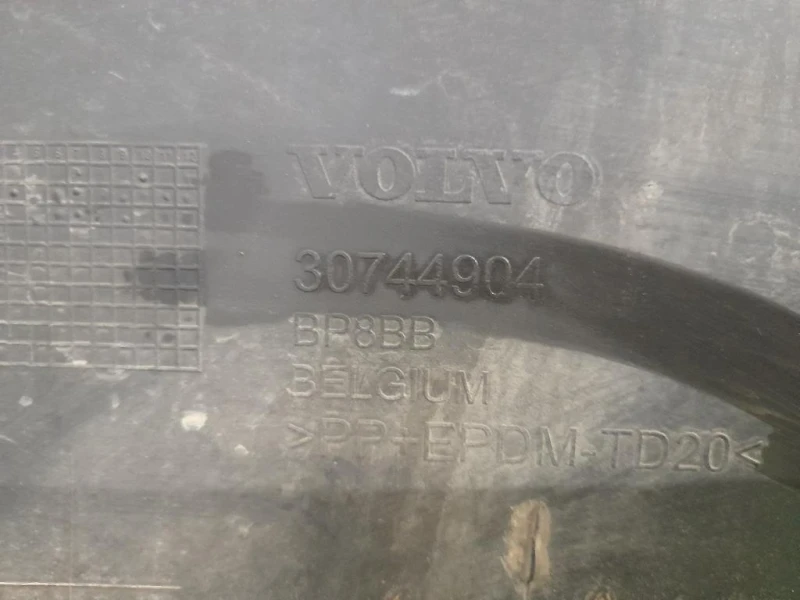 VOLVO
30744904
BP8BB
BELGIUM
>PP+EPDM-TD20<